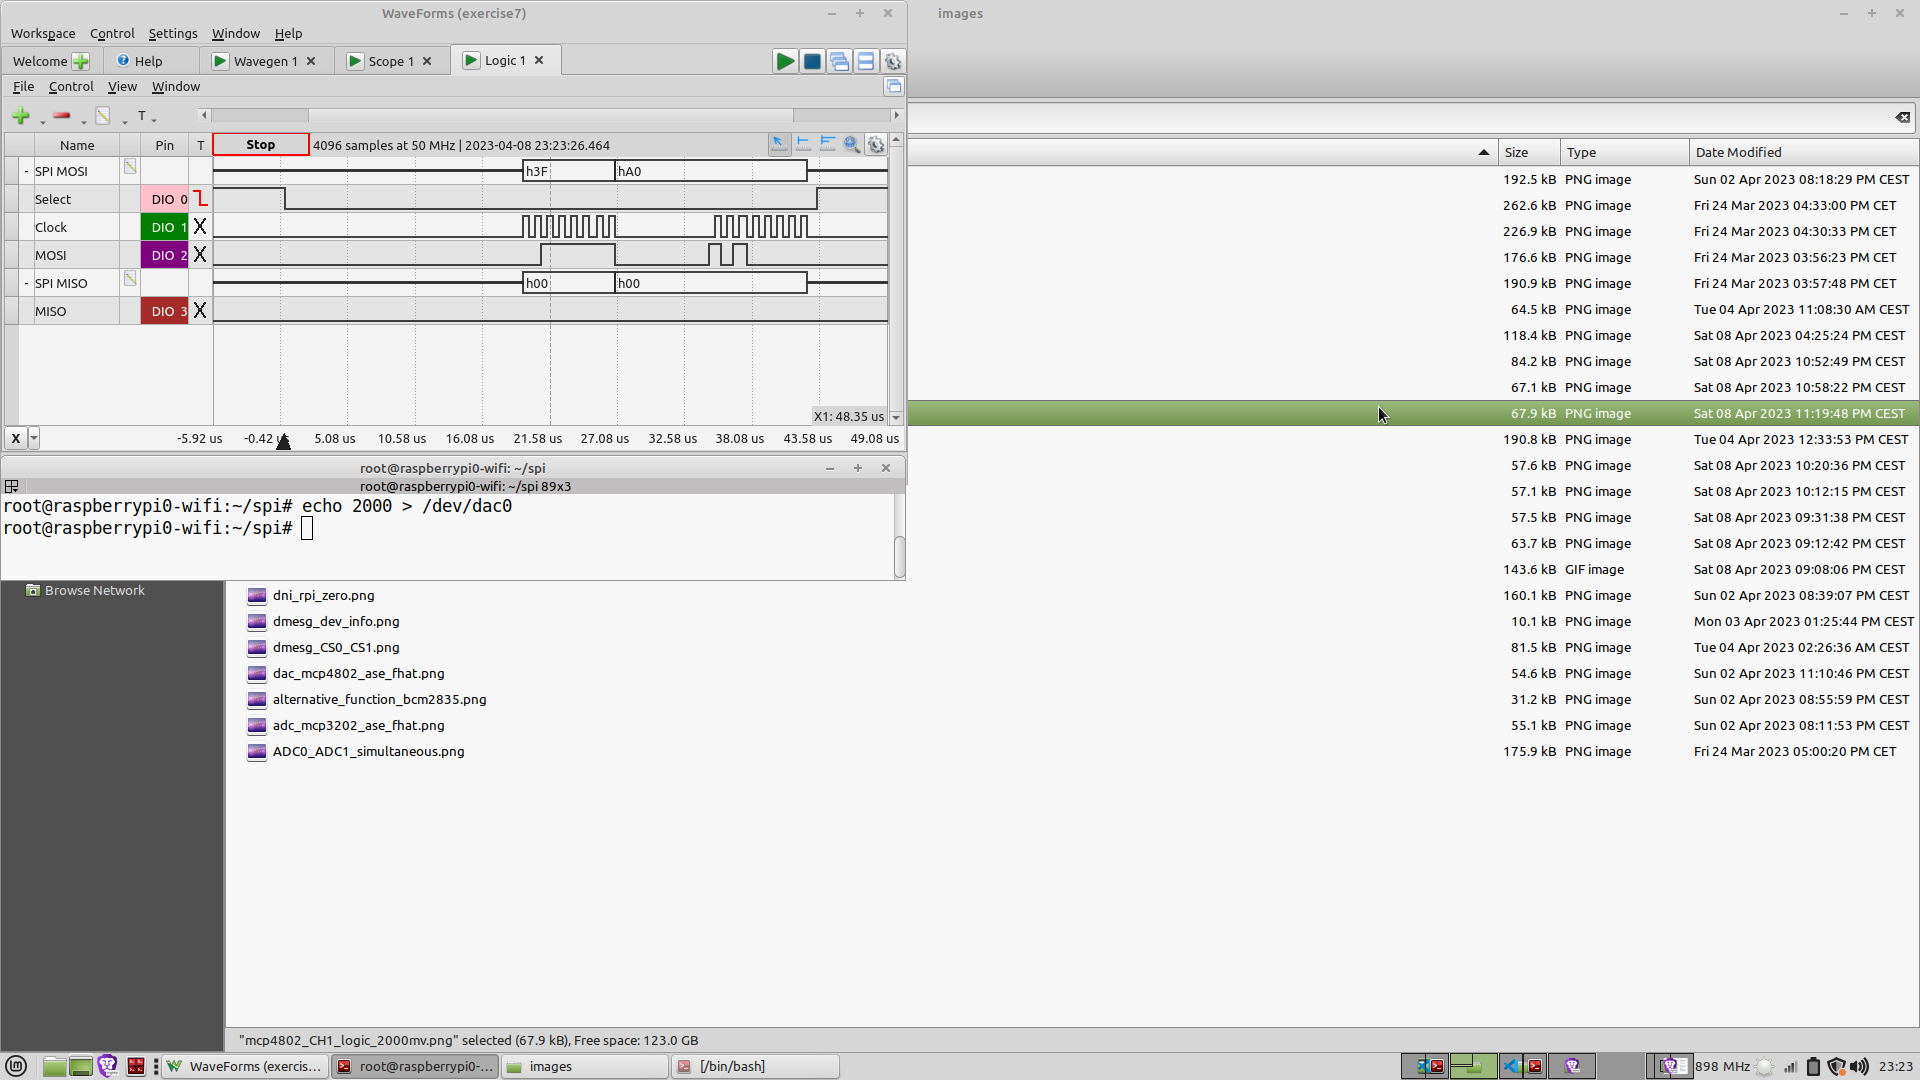 WaveForms (exercise7)
Workspace Control Settings Window Help
Welcome Help Wavegen 1 Scope 1 Logic 1
File Control View Window
T
Name Pin T Stop 4096 samples at 50 MHz | 2023-04-08 23:23:26.464
- SPI MOSI h3F hA0
Select DIO 0
Clock DIO 1 X
MOSI DIO 2 X
- SPI MISO h00 h00
MISO DIO 3 X
X1: 48.35 us
X -5.92 us -0.42 us 5.08 us 10.58 us 16.08 us 21.58 us 27.08 us 32.58 us 38.08 us 43.58 us 49.08 us
root@raspberrypi0-wifi: ~/spi
root@raspberrypi0-wifi: ~/spi 89x3
root@raspberrypi0-wifi:~/spi# echo 2000 > /dev/dac0
root@raspberrypi0-wifi:~/spi#
images
Size Type Date Modified
192.5 kB PNG image Sun 02 Apr 2023 08:18:29 PM CEST
262.6 kB PNG image Fri 24 Mar 2023 04:33:00 PM CET
226.9 kB PNG image Fri 24 Mar 2023 04:30:33 PM CET
176.6 kB PNG image Fri 24 Mar 2023 03:56:23 PM CET
190.9 kB PNG image Fri 24 Mar 2023 03:57:48 PM CET
64.5 kB PNG image Tue 04 Apr 2023 11:08:30 AM CEST
118.4 kB PNG image Sat 08 Apr 2023 04:25:24 PM CEST
84.2 kB PNG image Sat 08 Apr 2023 10:52:49 PM CEST
67.1 kB PNG image Sat 08 Apr 2023 10:58:22 PM CEST
67.9 kB PNG image Sat 08 Apr 2023 11:19:48 PM CEST
190.8 kB PNG image Tue 04 Apr 2023 12:33:53 PM CEST
57.6 kB PNG image Sat 08 Apr 2023 10:20:36 PM CEST
57.1 kB PNG image Sat 08 Apr 2023 10:12:15 PM CEST
57.5 kB PNG image Sat 08 Apr 2023 09:31:38 PM CEST
63.7 kB PNG image Sat 08 Apr 2023 09:12:42 PM CEST
143.6 kB GIF image Sat 08 Apr 2023 09:08:06 PM CEST
Browse Network
dni_rpi_zero.png 160.1 kB PNG image Sun 02 Apr 2023 08:39:07 PM CEST
dmesg_dev_info.png 10.1 kB PNG image Mon 03 Apr 2023 01:25:44 PM CEST
dmesg_CS0_CS1.png 81.5 kB PNG image Tue 04 Apr 2023 02:26:36 AM CEST
dac_mcp4802_ase_fhat.png 54.6 kB PNG image Sun 02 Apr 2023 11:10:46 PM CEST
alternative_function_bcm2835.png 31.2 kB PNG image Sun 02 Apr 2023 08:55:59 PM CEST
adc_mcp3202_ase_fhat.png 55.1 kB PNG image Sun 02 Apr 2023 08:11:53 PM CEST
ADC0_ADC1_simultaneous.png 175.9 kB PNG image Fri 24 Mar 2023 05:00:20 PM CET
"mcp4802_CH1_logic_2000mv.png" selected (67.9 kB), Free space: 123.0 GB
WaveForms (exercis... root@raspberrypi0-... images [/bin/bash] 898 MHz 23:23